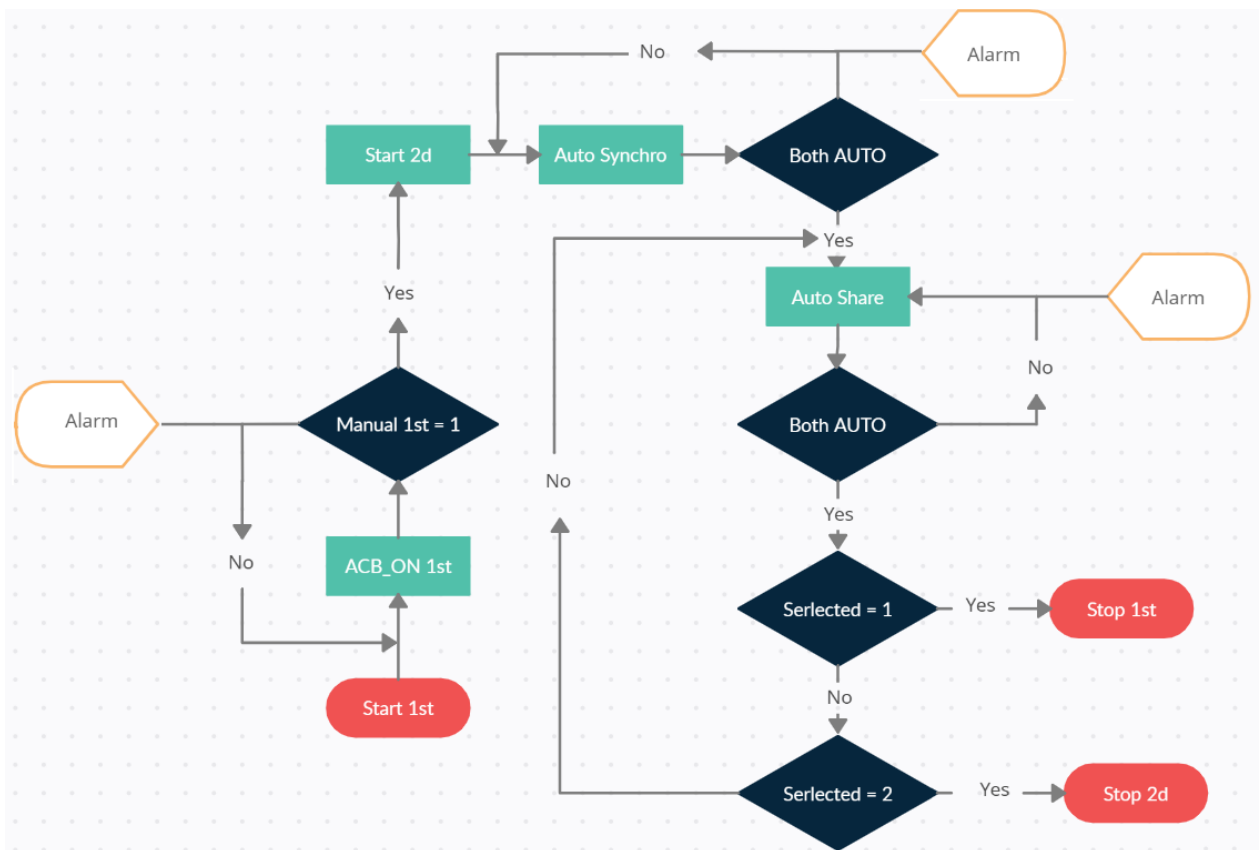 No
Alarm
Start 2d
Auto Synchro
Both AUTO
Yes
Auto Share
Alarm
Yes
No
Alarm
Manual 1st = 1
Both AUTO
No
Yes
No
ACB_ON 1st
Serlected = 1
Yes
Stop 1st
No
Start 1st
Serlected = 2
Yes
Stop 2d